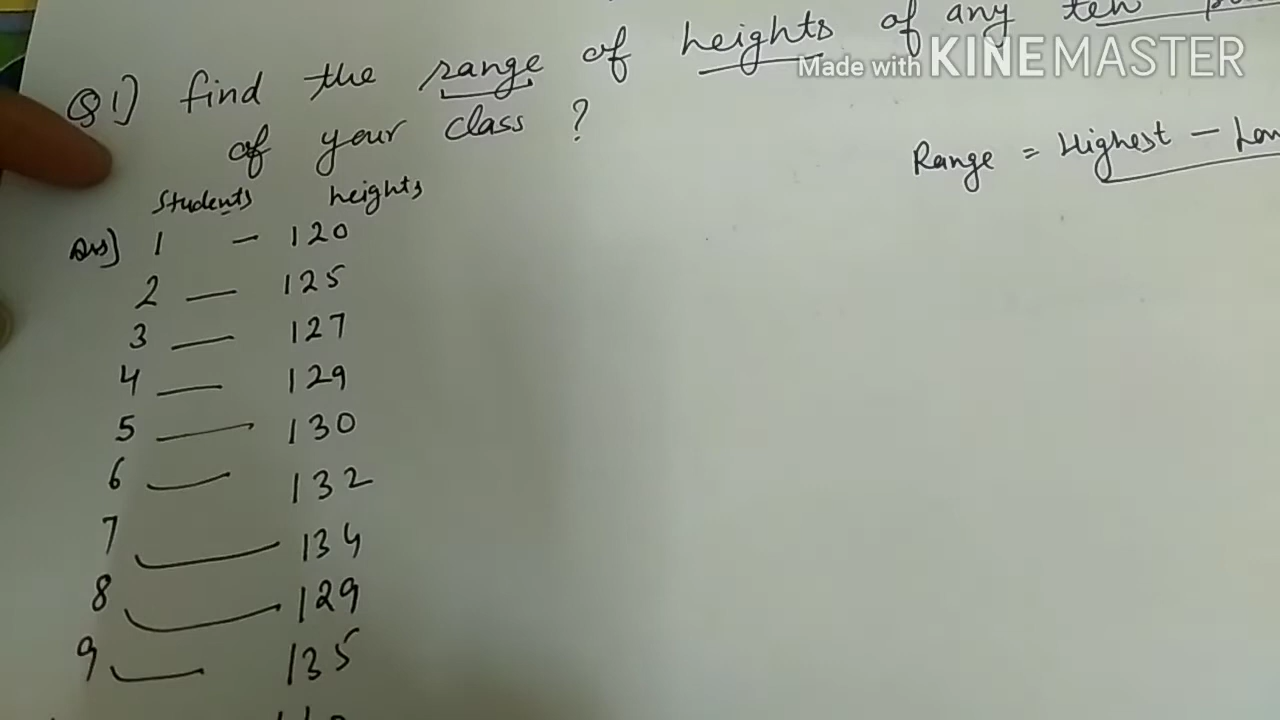 Q1) find the range of heights of any ten
of your class ?
Made with KINEMASTER
Range = Highest –
Students heights
Ans) 1 – 120
2 — 125
3 — 127
4 — 129
5 — 130
6 — 132
7 — 134
8 — 129
9 — 135